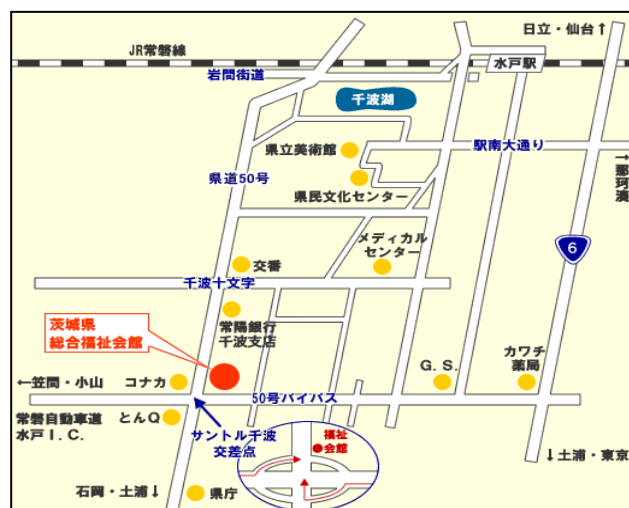 日立・仙台↑
JR常磐線
水戸駅
岩間街道
千波湖
県立美術館
駅南大通り
→那珂湊
県道50号
県民文化センター
メディカル
センター
6
交番
千波十文字
茨城県
総合福祉会館
常陽銀行
千波支店
カワチ
薬局
G.S.
←笠間・小山
コナカ
50号バイパス
常磐自動車道
水戸I.C.
とんQ
サントル千波
交差点
福祉
会館
↓土浦・東京
石岡・土浦↓
県庁